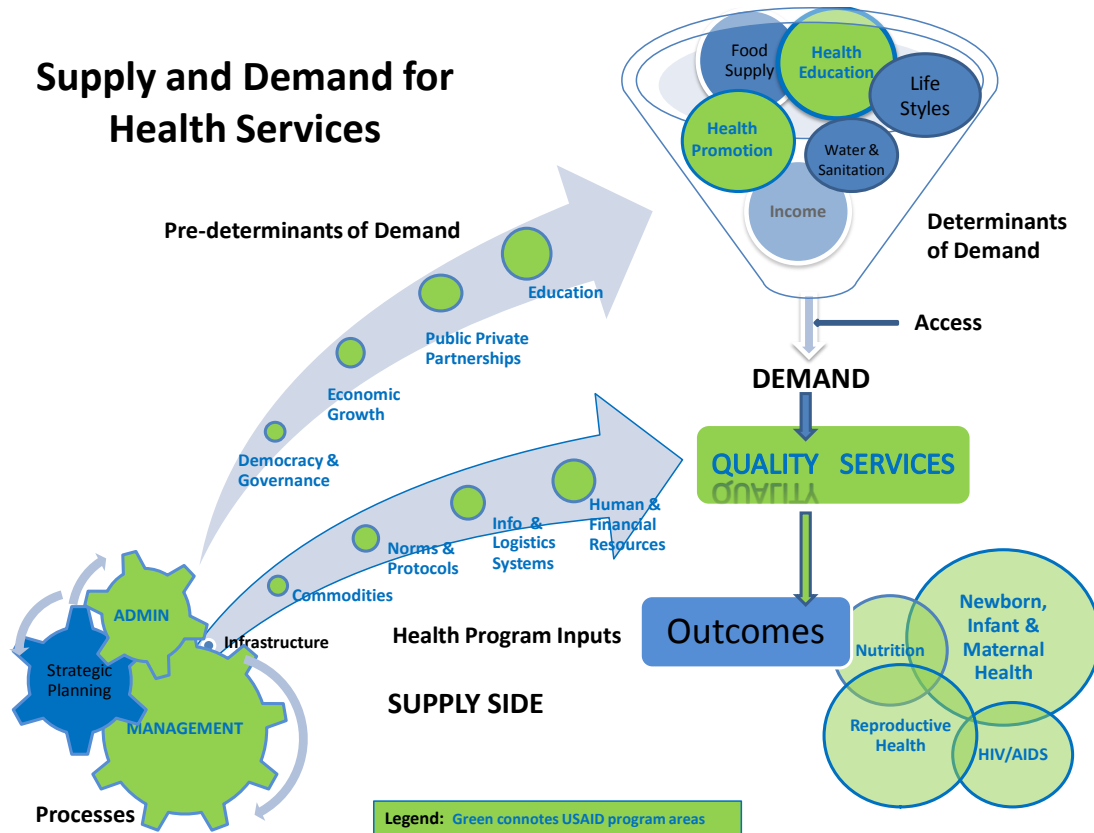 Supply and Demand for
Health Services
Food
Supply
Health
Education
Life
Styles
Health
Promotion
Water &
Sanitation
Income
Determinants
of Demand
Pre-determinants of Demand
Education
Public Private
Partnerships
Economic
Growth
Democracy &
Governance
Access
DEMAND
QUALITY SERVICES
Human &
Financial
Resources
Info &
Logistics
Systems
Norms &
Protocols
Commodities
Infrastructure
Health Program Inputs
SUPPLY SIDE
ADMIN
Strategic
Planning
MANAGEMENT
Processes
Outcomes
Nutrition
Newborn,
Infant &
Maternal
Health
Reproductive
Health
HIV/AIDS
Legend: Green connotes USAID program areas